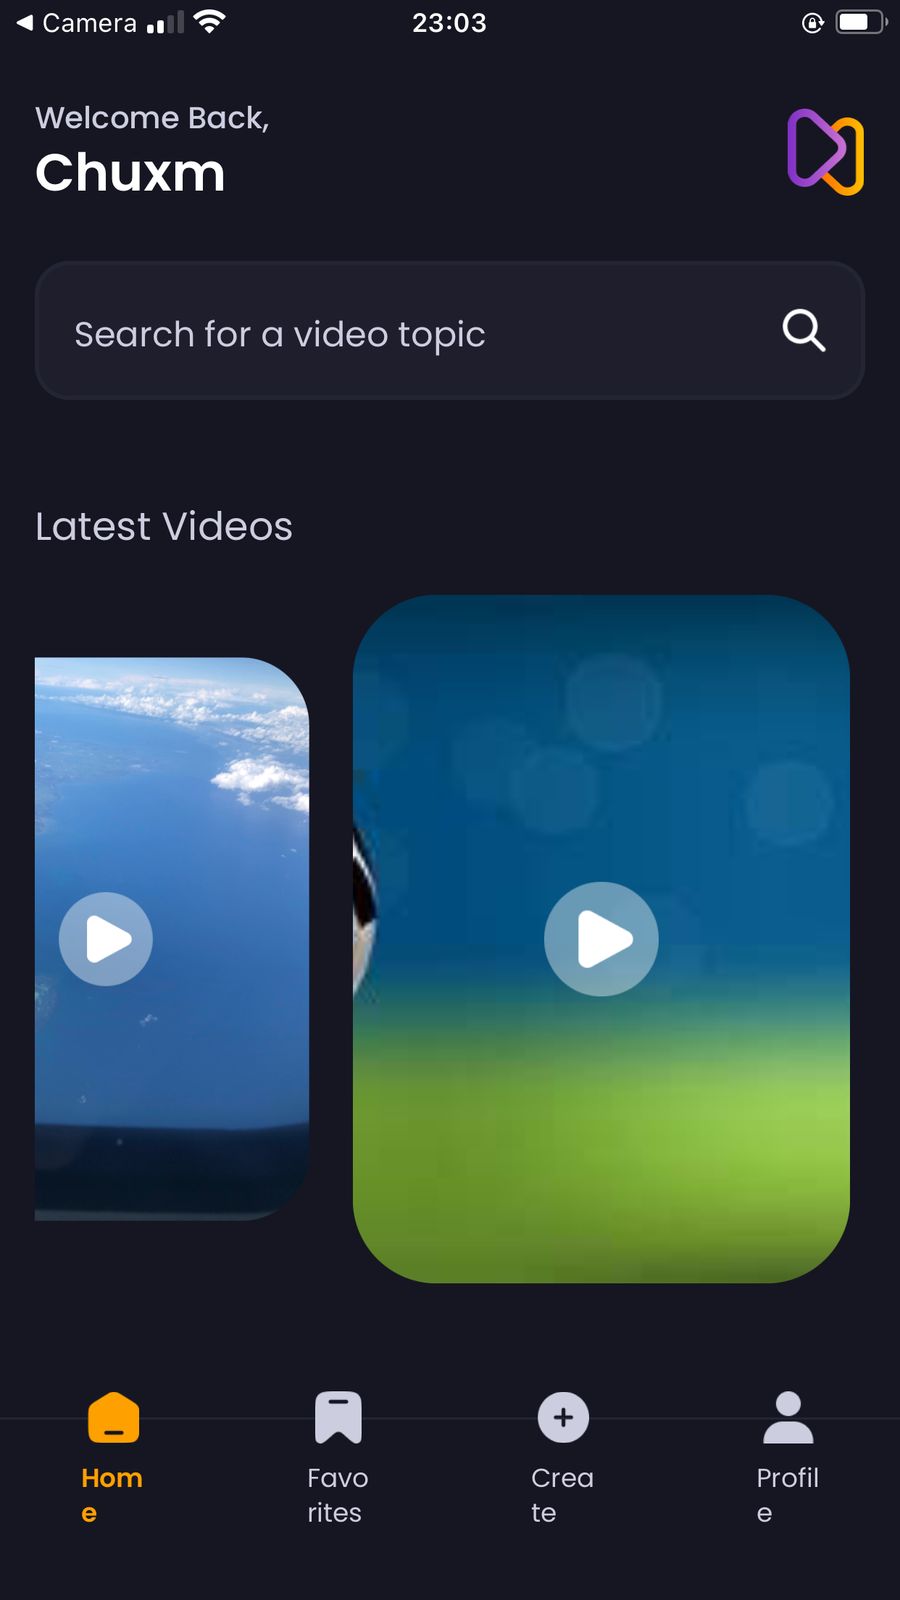 Camera
23:03
Welcome Back,
Chuxm
Search for a video topic
Latest Videos
Hom
e
Favo
rites
Crea
te
Profil
e